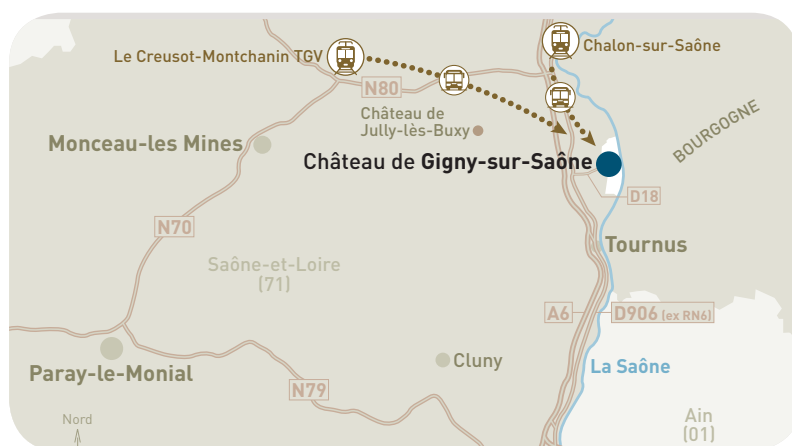 Le Creusot-Montchanin TGV
Chalon-sur-Saône
N80
Château de
Jully-lès-Buxy
BOURGOGNE
Monceau-les Mines
Château de Gigny-sur-Saône
D18
N70
Tournus
Saône-et-Loire
(71)
A6
D906 (ex RN6)
Cluny
La Saône
Paray-le-Monial
N79
Nord
Ain
(01)